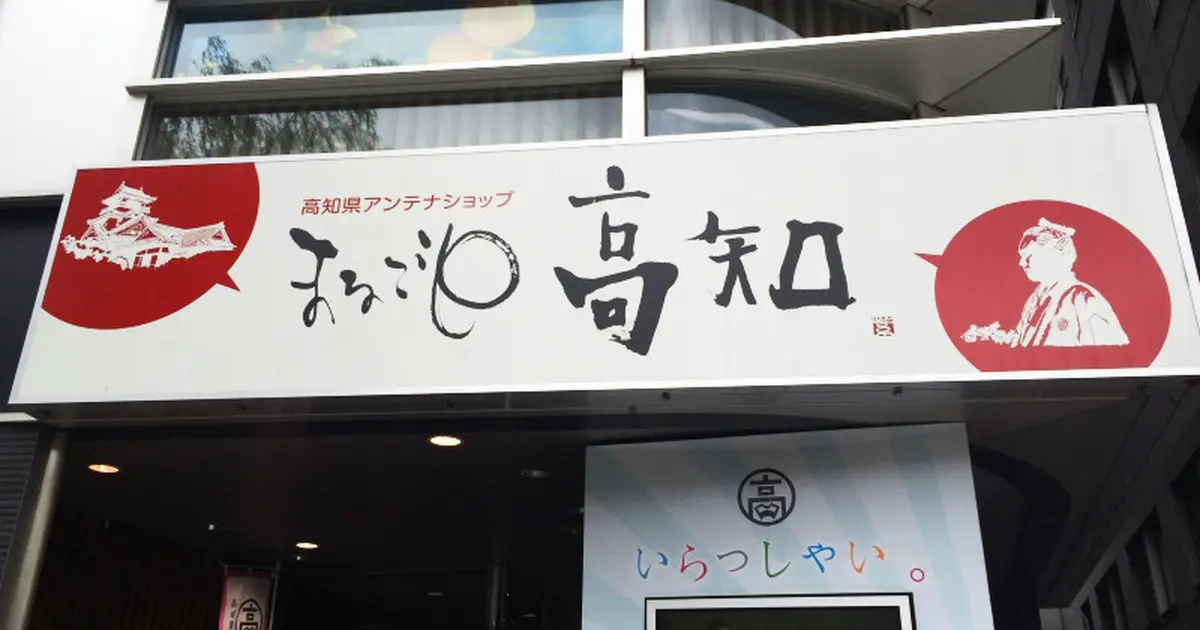 高知県アンテナショップ
まるごと高知
高
いらっしゃい。
高